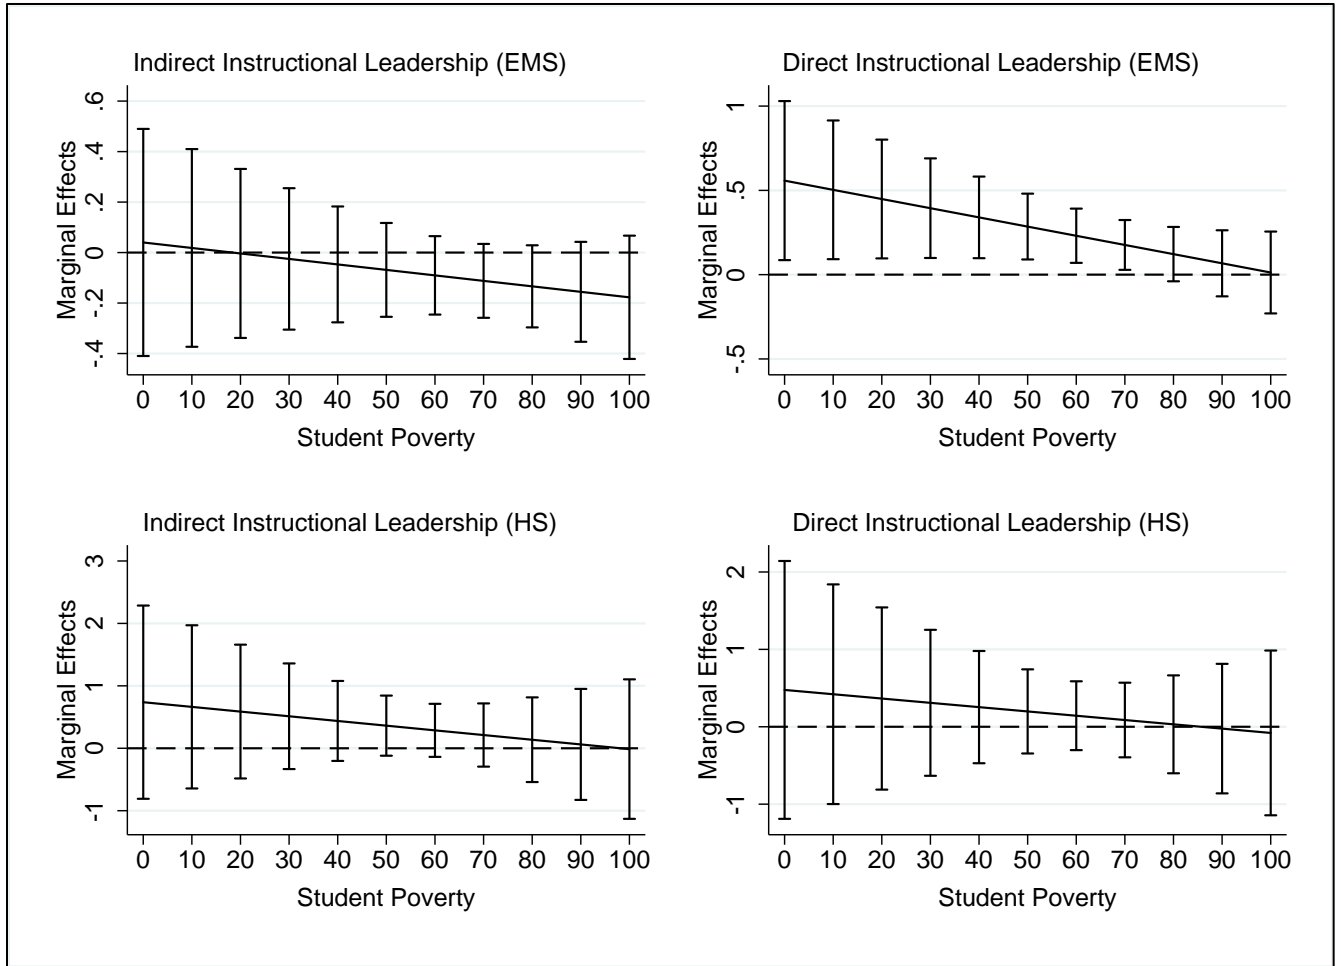 Indirect Instructional Leadership (EMS)
Marginal Effects
.6
.4
.2
0
-.2
-.4
0 10 20 30 40 50 60 70 80 90 100
Student Poverty
Direct Instructional Leadership (EMS)
Marginal Effects
1
.5
0
-.5
0 10 20 30 40 50 60 70 80 90 100
Student Poverty
Indirect Instructional Leadership (HS)
Marginal Effects
3
2
1
0
-1
0 10 20 30 40 50 60 70 80 90 100
Student Poverty
Direct Instructional Leadership (HS)
Marginal Effects
2
1
0
-1
0 10 20 30 40 50 60 70 80 90 100
Student Poverty